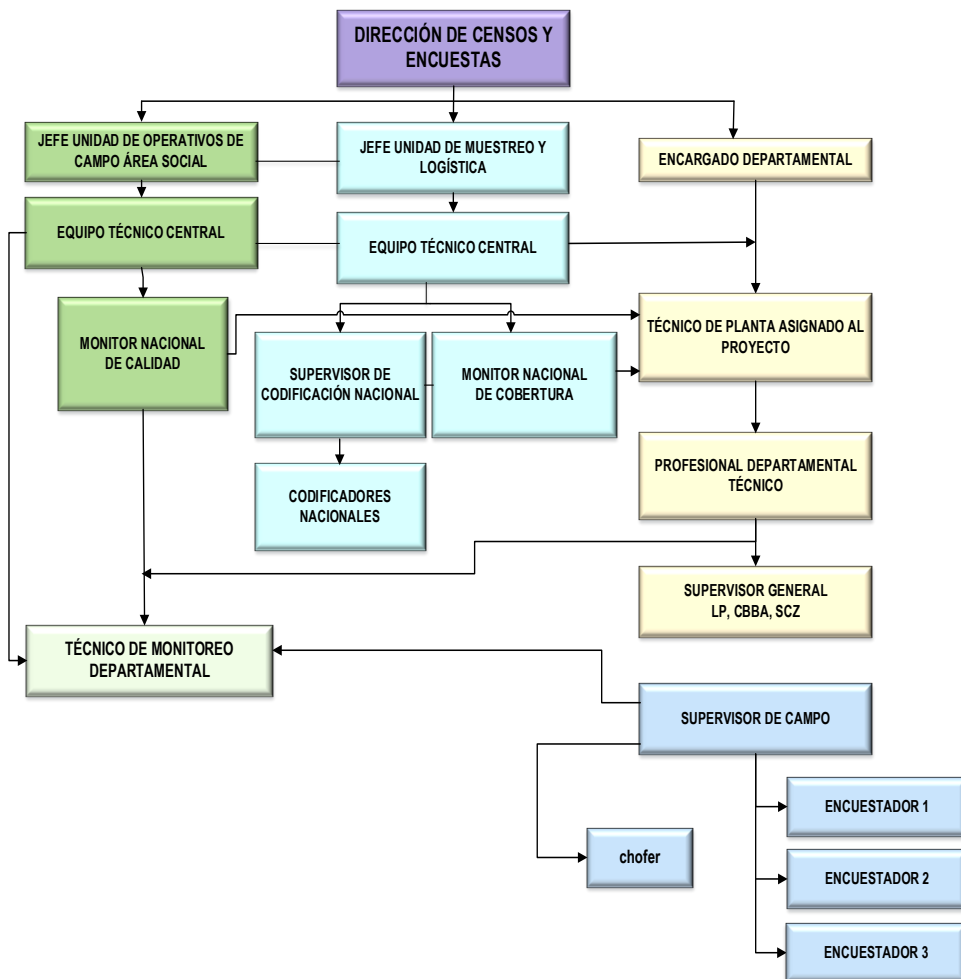 DIRECCIÓN DE CENSOS Y
ENCUESTAS
JEFE UNIDAD DE OPERATIVOS DE
CAMPO ÁREA SOCIAL
JEFE UNIDAD DE MUESTREO Y
LOGÍSTICA
ENCARGADO DEPARTAMENTAL
EQUIPO TÉCNICO CENTRAL
EQUIPO TÉCNICO CENTRAL
MONITOR NACIONAL
DE CALIDAD
SUPERVISOR DE
CODIFICACIÓN NACIONAL
MONITOR NACIONAL
DE COBERTURA
TÉCNICO DE PLANTA ASIGNADO AL
PROYECTO
CODIFICADORES
NACIONALES
PROFESIONAL DEPARTAMENTAL
TÉCNICO
SUPERVISOR GENERAL
LP, CBBA, SCZ
TÉCNICO DE MONITOREO
DEPARTAMENTAL
SUPERVISOR DE CAMPO
chofer
ENCUESTADOR 1
ENCUESTADOR 2
ENCUESTADOR 3